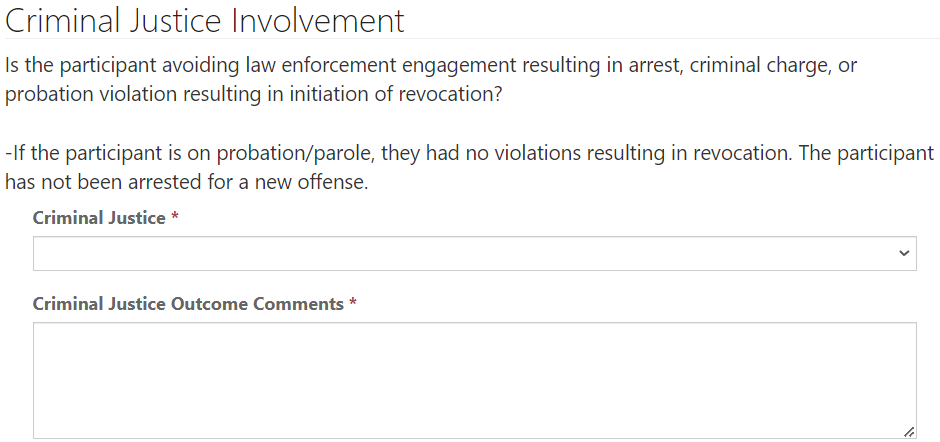 Criminal Justice Involvement
Is the participant avoiding law enforcement engagement resulting in arrest, criminal charge, or
probation violation resulting in initiation of revocation?
-If the participant is on probation/parole, they had no violations resulting in revocation. The participant
has not been arrested for a new offense.
Criminal Justice *
Criminal Justice Outcome Comments *